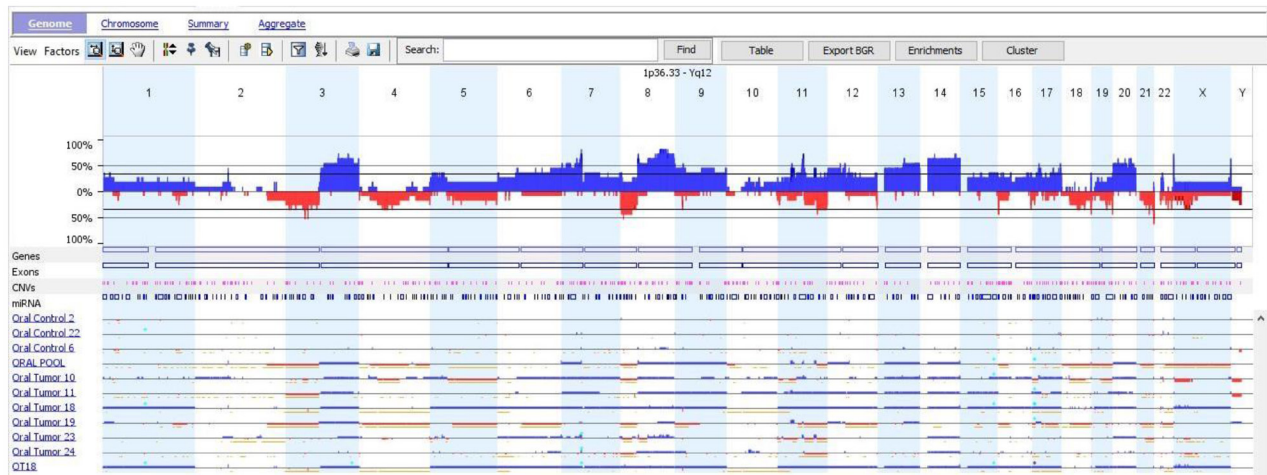 Genome Chromosome Summary Aggregate
View Factors Search: Find Table Export BGR Enrichments Cluster
1p36.33 - Yq12
1 2 3 4 5 6 7 8 9 10 11 12 13 14 15 16 17 18 19 20 21 22 X Y
100%
50%
0%
50%
100%
Genes
Exons
CNVs
miRNA
Oral Control 2
Oral Control 22
Oral Control 6
ORAL POOL
Oral Tumor 10
Oral Tumor 11
Oral Tumor 18
Oral Tumor 19
Oral Tumor 23
Oral Tumor 24
OT18